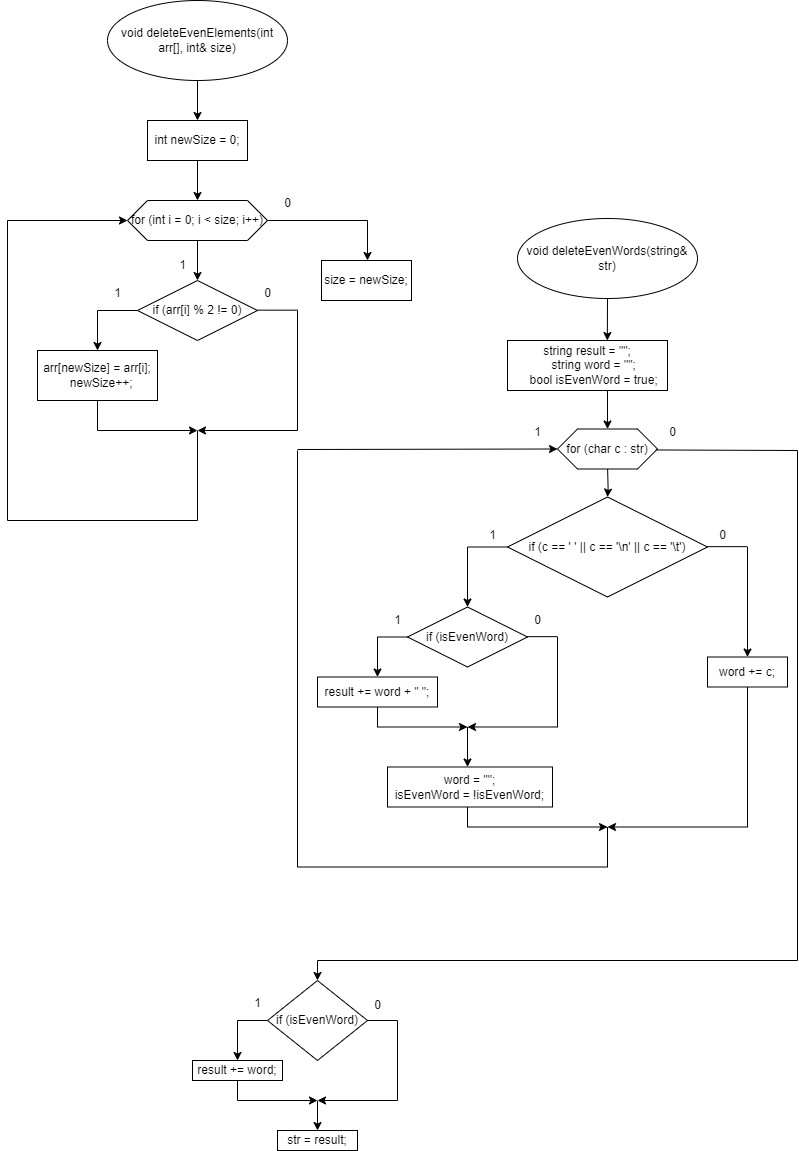 void deleteEvenElements(int
arr[], int& size)
int newSize = 0;
for (int i = 0; i < size; i++)
0
size = newSize;
1
if (arr[i] % 2 != 0)
1
0
arr[newSize] = arr[i];
newSize++;
void deleteEvenWords(string&
str)
string result = "";
string word = "";
bool isEvenWord = true;
for (char c : str)
1
0
if (c == ' ' || c == '\n' || c == '\t')
1
0
if (isEvenWord)
1
0
word += c;
result += word + " ";
word = "";
isEvenWord = !isEvenWord;
if (isEvenWord)
1
0
result += word;
str = result;